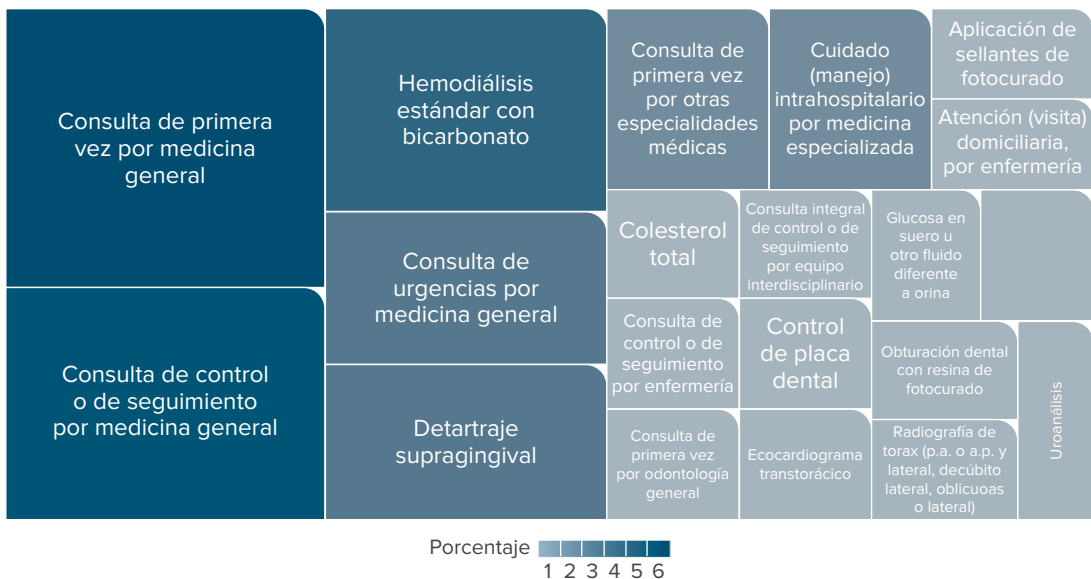 Consulta de primera
vez por medicina
general
Consulta de control
o de seguimiento
por medicina general
Hemodiálisis
estándar con
bicarbonato
Consulta de
urgencias por
medicina general
Detartraje
supragingival
Consulta de
primera vez
por otras
especialidades
médicas
Cuidado
(manejo)
intrahospitalario
por medicina
especializada
Aplicación de
sellantes de
fotocurado
Atención (visita)
domiciliaria,
por enfermería
Colesterol
total
Consulta integral
de control o de
seguimiento
por equipo
interdisciplinario
Glucosa en
suero u
otro fluido
diferente
a orina
Consulta de
control o de
seguimiento
por enfermería
Control
de placa
dental
Obturación dental
con resina de
fotocurado
Uroanálisis
Consulta de
primera vez
por odontología
general
Ecocardiograma
transtorácico
Radiografía de
torax (p.a. o a.p. y
lateral, decúbito
lateral, oblicuoas
o lateral)
Porcentaje
1 2 3 4 5 6